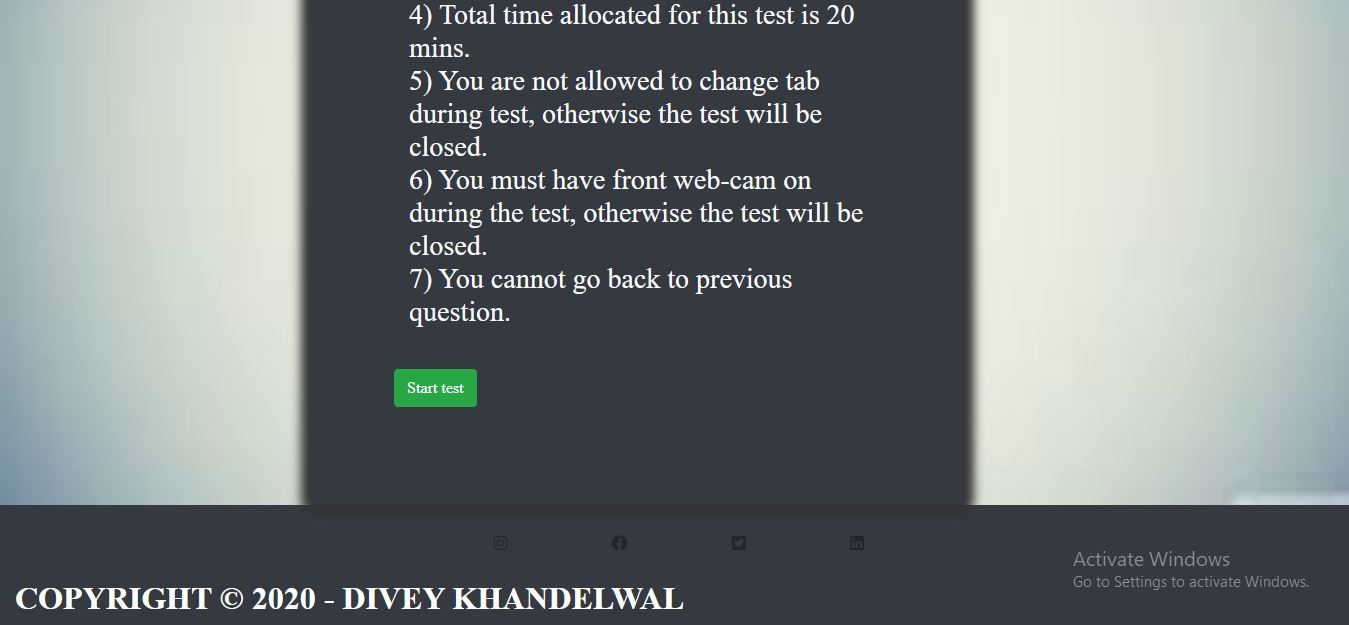 4) Total time allocated for this test is 20
mins.
5) You are not allowed to change tab
during test, otherwise the test will be
closed.
6) You must have front web-cam on
during the test, otherwise the test will be
closed.
7) You cannot go back to previous
question.
Start test
Activate Windows
Go to Settings to activate Windows.
COPYRIGHT © 2020 - DIVEY KHANDELWAL